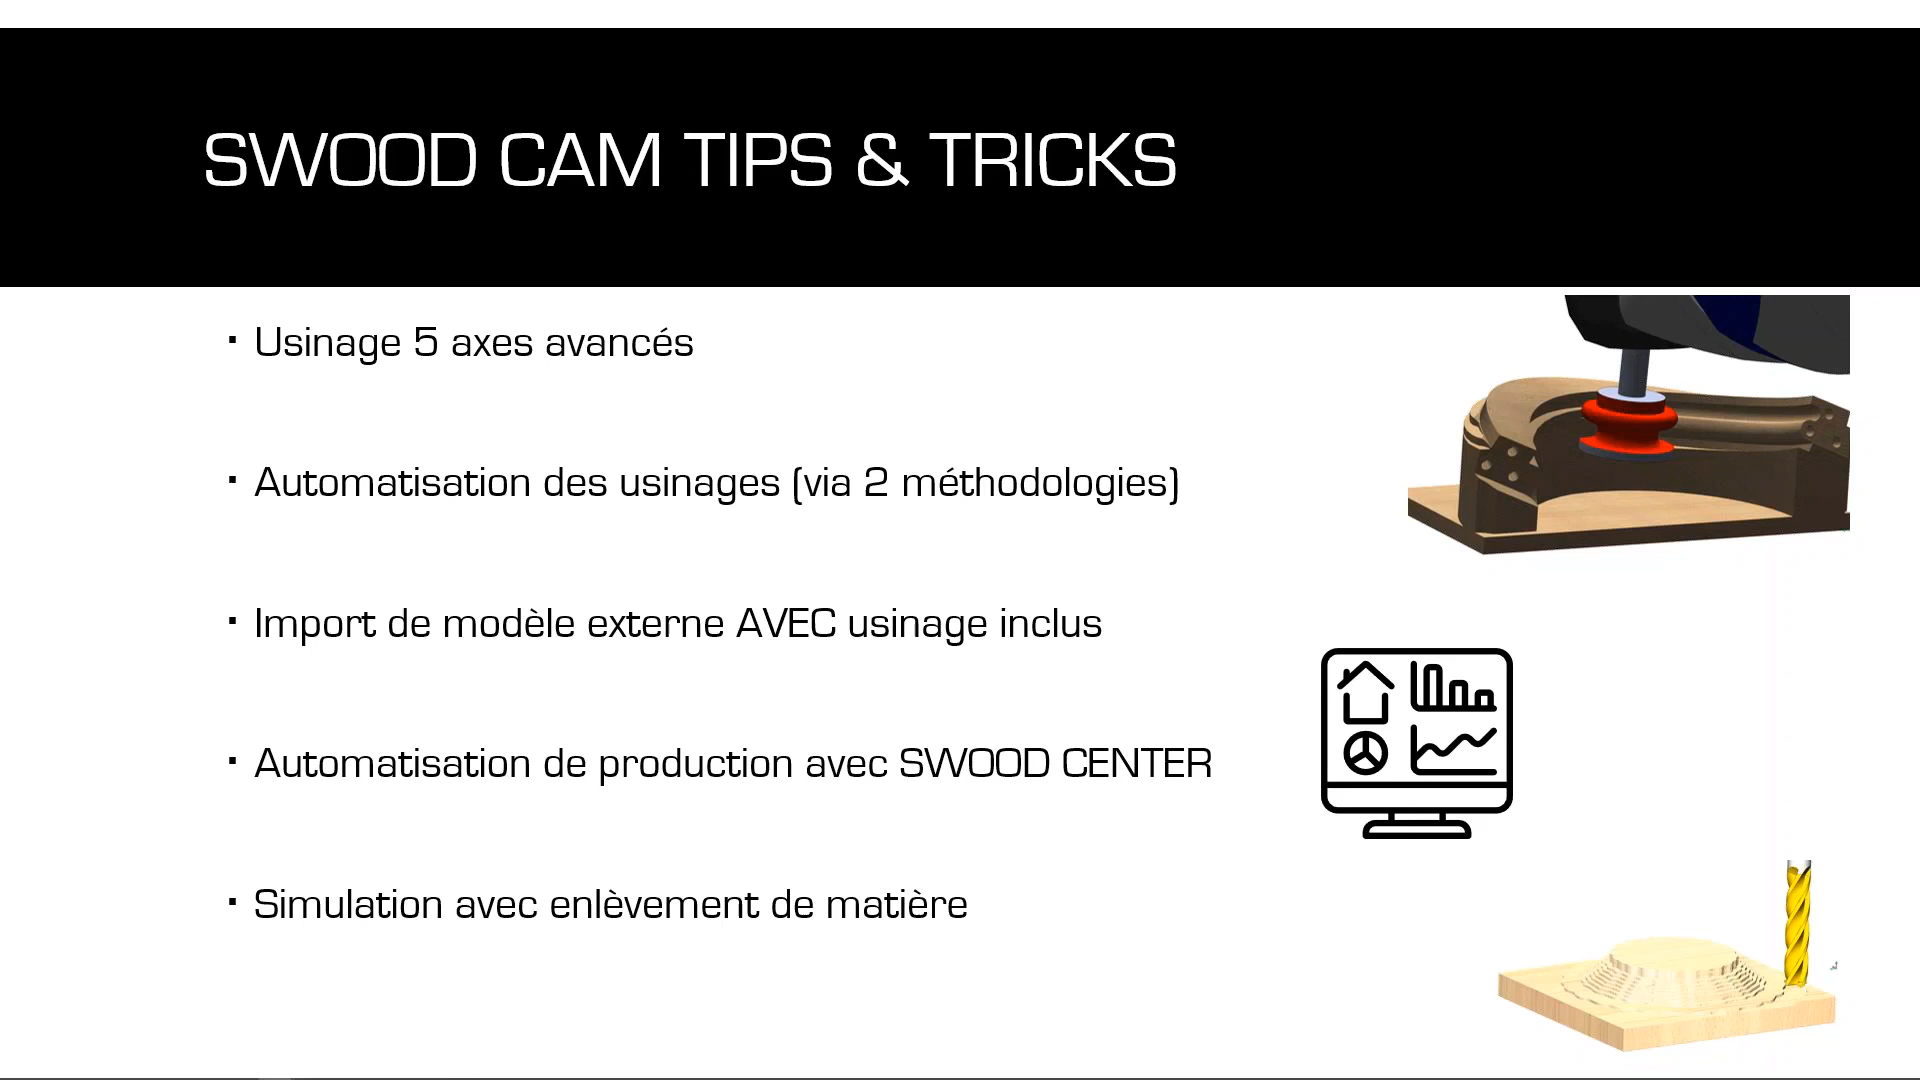 SWOOD CAM TIPS & TRICKS
▪ Usinage 5 axes avancés
▪ Automatisation des usinages (via 2 méthodologies)
▪ Import de modèle externe AVEC usinage inclus
▪ Automatisation de production avec SWOOD CENTER
▪ Simulation avec enlèvement de matière